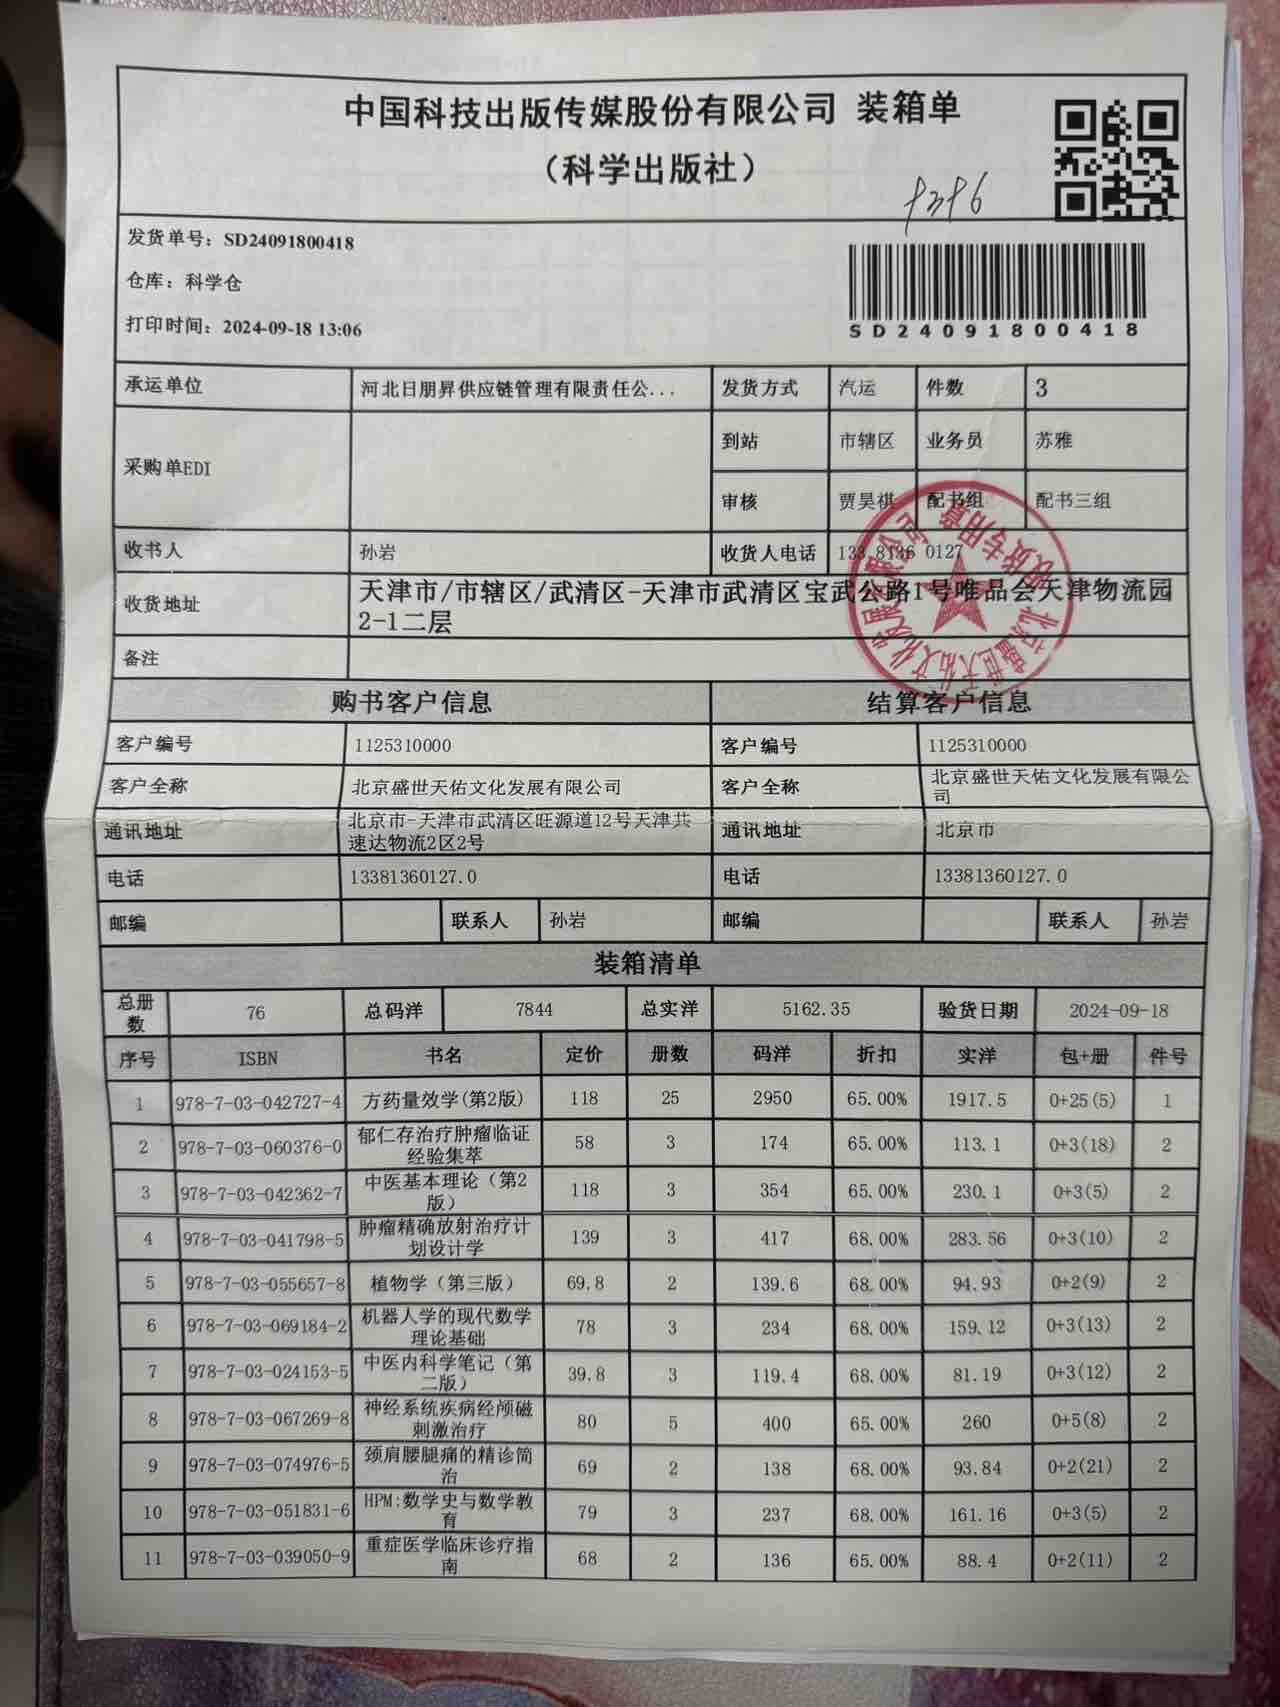 中国科技出版传媒股份有限公司 装箱单
（科学出版社）
发货单号：SD24091800418
仓库：科学仓
打印时间：2024-09-18 13:06
SD24091800418
承运单位 河北日朋昇供应链管理有限责任公... 发货方式 汽运 件数 3
采购单EDI 到站 市辖区 业务员 苏雅
审核 贾昊祺 配书组 配书三组
收书人 孙岩 收货人电话 133 8136 0127
收货地址 天津市/市辖区/武清区-天津市武清区宝武公路1号唯品会天津物流园
2-1二层
备注
北京盛世天佑文化发展有限公司
收货专用章
购书客户信息 结算客户信息
客户编号 1125310000 客户编号 1125310000
客户全称 北京盛世天佑文化发展有限公司 客户全称 北京盛世天佑文化发展有限公
司
通讯地址 北京市-天津市武清区旺源道12号天津共 通讯地址 北京市
速达物流2区2号
电话 13381360127.0 电话 13381360127.0
邮编 联系人 孙岩 邮编 联系人 孙岩
装箱清单
总册
数 76 总码洋 7844 总实洋 5162.35 验货日期 2024-09-18
序号 ISBN 书名 定价 册数 码洋 折扣 实洋 包+册 件号
1 978-7-03-042727-4 方药量效学(第2版) 118 25 2950 65.00% 1917.5 0+25(5) 1
2 978-7-03-060376-0 郁仁存治疗肿瘤临证
经验集萃 58 3 174 65.00% 113.1 0+3(18) 2
3 978-7-03-042362-7 中医基本理论（第2
版） 118 3 354 65.00% 230.1 0+3(5) 2
4 978-7-03-041798-5 肿瘤精确放射治疗计
划设计学 139 3 417 68.00% 283.56 0+3(10) 2
5 978-7-03-055657-8 植物学（第三版） 69.8 2 139.6 68.00% 94.93 0+2(9) 2
6 978-7-03-069184-2 机器人学的现代数学
理论基础 78 3 234 68.00% 159.12 0+3(13) 2
7 978-7-03-024153-5 中医内科学笔记（第
二版） 39.8 3 119.4 68.00% 81.19 0+3(12) 2
8 978-7-03-067269-8 神经系统疾病经颅磁
刺激治疗 80 5 400 65.00% 260 0+5(8) 2
9 978-7-03-074976-5 颈肩腰腿痛的精诊简
治 69 2 138 68.00% 93.84 0+2(21) 2
10 978-7-03-051831-6 HPM:数学史与数学教
育 79 3 237 68.00% 161.16 0+3(5) 2
11 978-7-03-039050-9 重症医学临床诊疗指
南 68 2 136 65.00% 88.4 0+2(11) 2